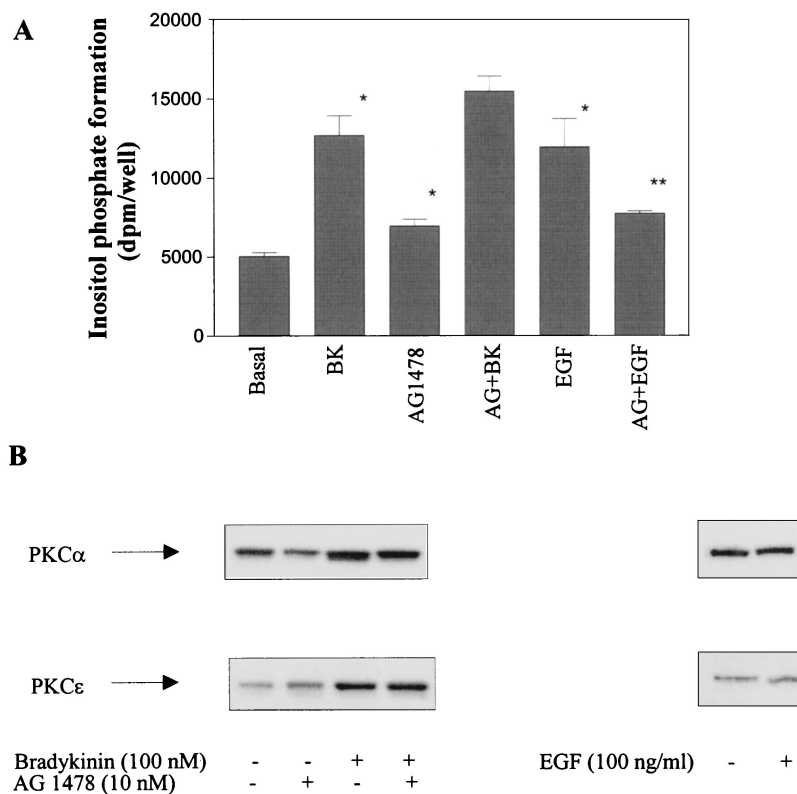 A
Inositol phosphate formation
(dpm/well)
20000
15000
10000
5000
0
*
*
*
**
Basal
BK
AG1478
AG+BK
EGF
AG+EGF
B
PKCα
PKCε
Bradykinin (100 nM) - - + +
AG 1478 (10 nM) - + - +
EGF (100 ng/ml) - +